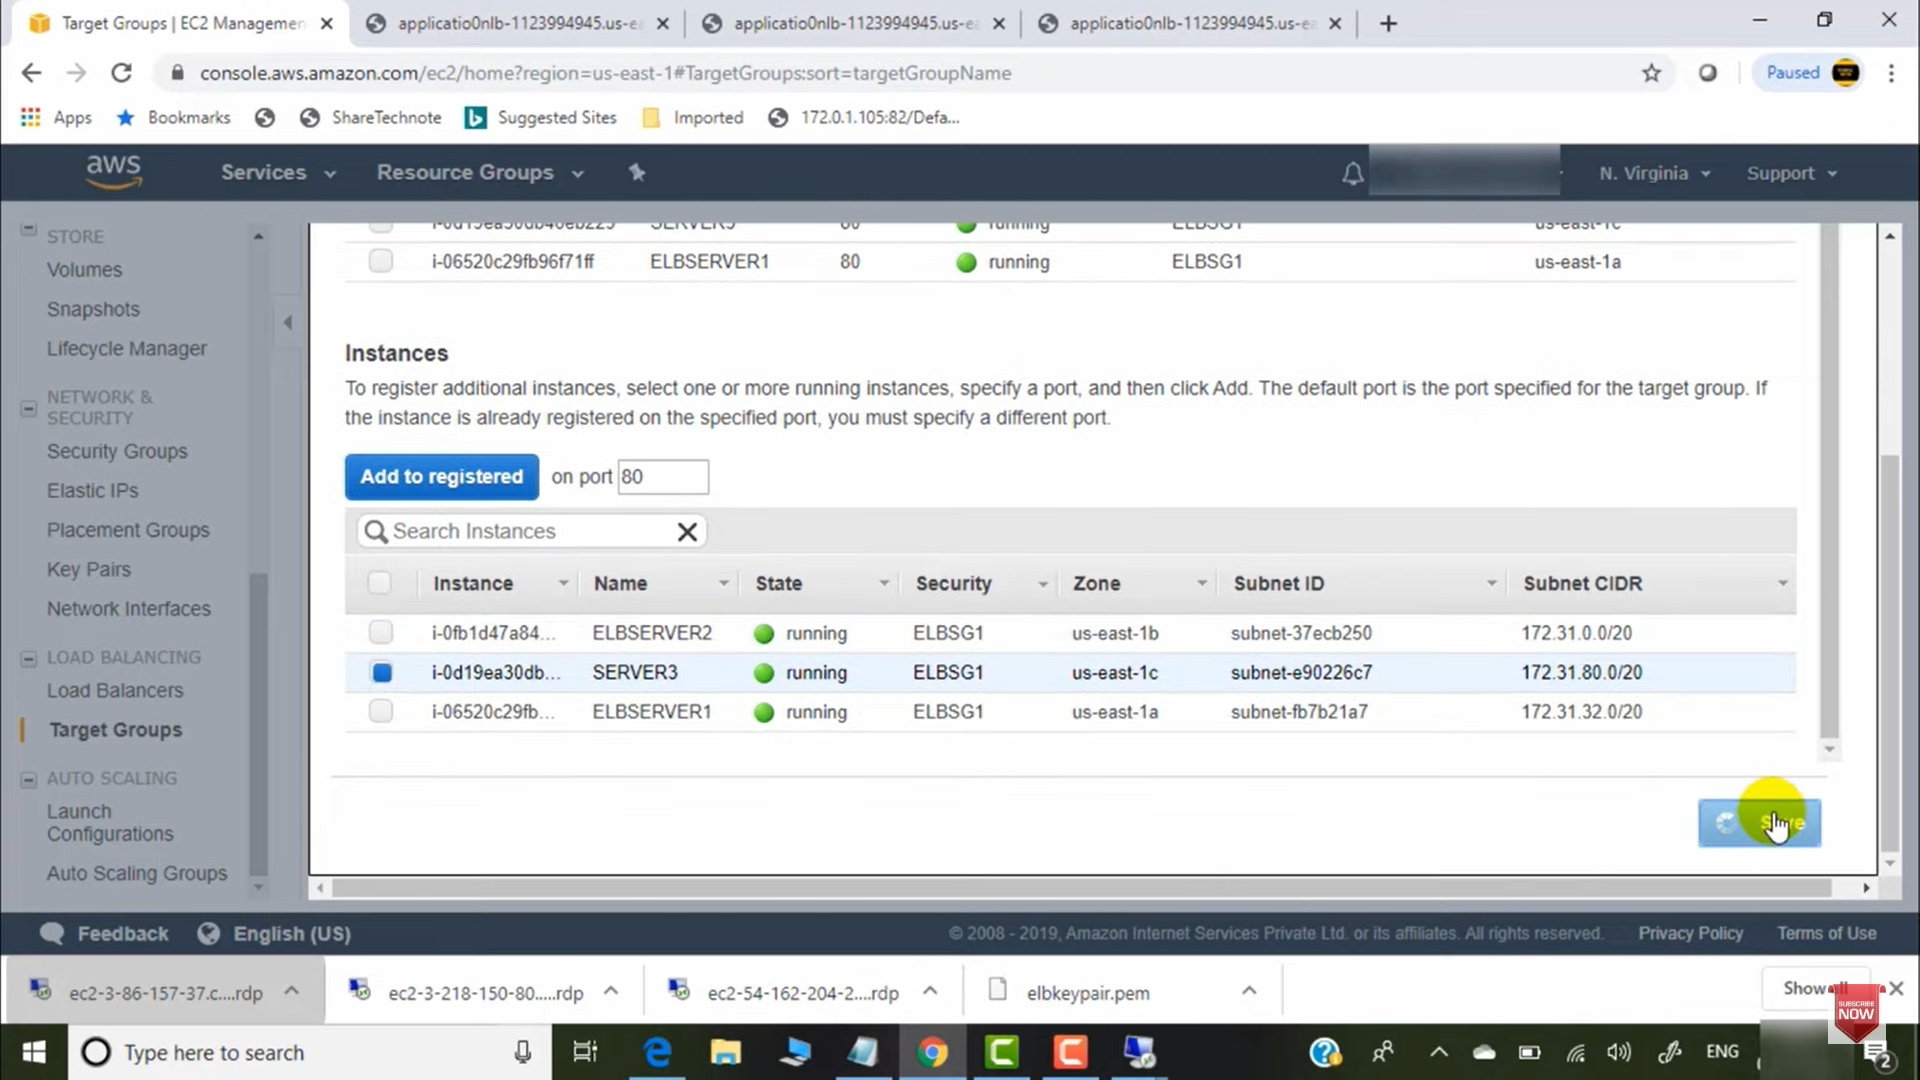 Target Groups | EC2 Managemen
applicatio0nlb-1123994945.us-ea
applicatio0nlb-1123994945.us-ea
applicatio0nlb-1123994945.us-ea
console.aws.amazon.com/ec2/home?region=us-east-1#TargetGroups:sort=targetGroupName
Paused
Apps
Bookmarks
ShareTechnote
Suggested Sites
Imported
172.0.1.105:82/Defa...
aws
Services
Resource Groups
N. Virginia
Support
STORE
Volumes
Snapshots
Lifecycle Manager
NETWORK &
SECURITY
Security Groups
Elastic IPs
Placement Groups
Key Pairs
Network Interfaces
LOAD BALANCING
Load Balancers
Target Groups
AUTO SCALING
Launch
Configurations
Auto Scaling Groups
SERVER3 80 running ELBSG1 us-east-1c
i-06520c29fb96f71ff ELBSERVER1 80 running ELBSG1 us-east-1a
Instances
To register additional instances, select one or more running instances, specify a port, and then click Add. The default port is the port specified for the target group. If
the instance is already registered on the specified port, you must specify a different port.
Add to registered on port 80
Search Instances
Instance Name State Security Zone Subnet ID Subnet CIDR
i-0fb1d47a84... ELBSERVER2 running ELBSG1 us-east-1b subnet-37ecb250 172.31.0.0/20
i-0d19ea30db... SERVER3 running ELBSG1 us-east-1c subnet-e90226c7 172.31.80.0/20
i-06520c29fb... ELBSERVER1 running ELBSG1 us-east-1a subnet-fb7b21a7 172.31.32.0/20
Save
Feedback
English (US)
© 2008 - 2019, Amazon Internet Services Private Ltd. or its affiliates. All rights reserved.
Privacy Policy
Terms of Use
ec2-3-86-157-37.c....rdp
ec2-3-218-150-80.....rdp
ec2-54-162-204-2....rdp
elbkeypair.pem
Show all
SUBSCRIBE
NOW
Type here to search
ENG
2